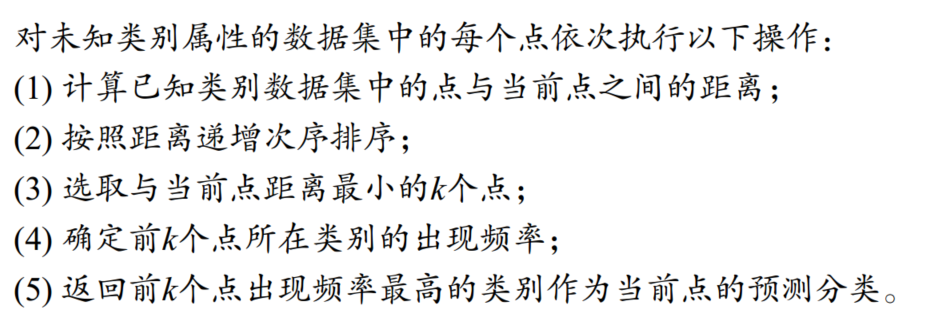 对未知类别属性的数据集中的每个点依次执行以下操作：
(1) 计算已知类别数据集中的点与当前点之间的距离；
(2) 按照距离递增次序排序；
(3) 选取与当前点距离最小的k个点；
(4) 确定前k个点所在类别的出现频率；
(5) 返回前k个点出现频率最高的类别作为当前点的预测分类。